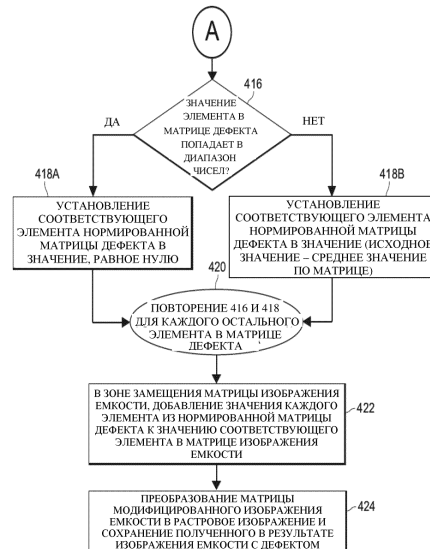 A
416
ЗНАЧЕНИЕ
ЭЛЕМЕНТА В
МАТРИЦЕ ДЕФЕКТА
ПОПАДАЕТ В
ДИАПАЗОН
ЧИСЕЛ?
ДА
НЕТ
418A
УСТАНОВЛЕНИЕ
СООТВЕТСТВУЮЩЕГО
ЭЛЕМЕНТА НОРМИРОВАННОЙ
МАТРИЦЫ ДЕФЕКТА В
ЗНАЧЕНИЕ, РАВНОЕ НУЛЮ
418B
УСТАНОВЛЕНИЕ
СООТВЕТСТВУЮЩЕГО ЭЛЕМЕНТА
НОРМИРОВАННОЙ МАТРИЦЫ
ДЕФЕКТА В ЗНАЧЕНИЕ (ИСХОДНОЕ
ЗНАЧЕНИЕ – СРЕДНЕЕ ЗНАЧЕНИЕ
ПО МАТРИЦЕ)
420
ПОВТОРЕНИЕ 416 И 418
ДЛЯ КАЖДОГО ОСТАЛЬНОГО
ЭЛЕМЕНТА В МАТРИЦЕ
ДЕФЕКТА
В ЗОНЕ ЗАМЕЩЕНИЯ МАТРИЦЫ ИЗОБРАЖЕНИЯ
ЕМКОСТИ, ДОБАВЛЕНИЕ ЗНАЧЕНИЯ КАЖДОГО
ЭЛЕМЕНТА ИЗ НОРМИРОВАННОЙ МАТРИЦЫ
ДЕФЕКТА К ЗНАЧЕНИЮ СООТВЕТСТВУЮЩЕГО
ЭЛЕМЕНТА В МАТРИЦЕ ИЗОБРАЖЕНИЯ
ЕМКОСТИ
422
ПРЕОБРАЗОВАНИЕ МАТРИЦЫ
МОДИФИЦИРОВАННОГО ИЗОБРАЖЕНИЯ
ЕМКОСТИ В РАСТРОВОЕ ИЗОБРАЖЕНИЕ И
СОХРАНЕНИЕ ПОЛУЧЕННОГО В РЕЗУЛЬТАТЕ
ИЗОБРАЖЕНИЯ ЕМКОСТИ С ДЕФЕКТОМ
424